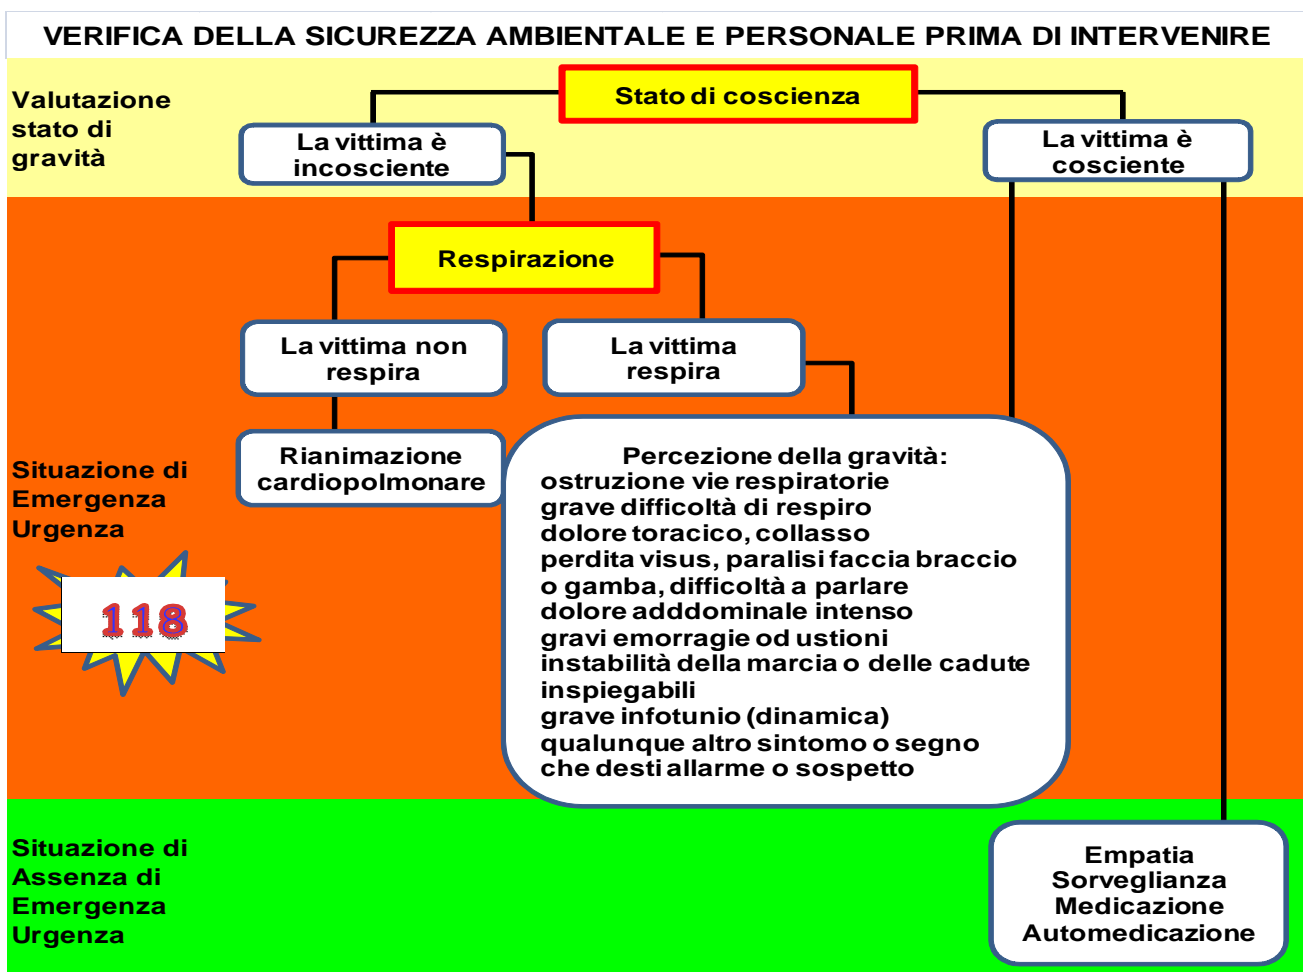 VERIFICA DELLA SICUREZZA AMBIENTALE E PERSONALE PRIMA DI INTERVENIRE
Valutazione
stato di
gravità
Stato di coscienza
La vittima è
incosciente
La vittima è
cosciente
Respirazione
La vittima non
respira
La vittima
respira
Rianimazione
cardiopolmonare
Situazione di
Emergenza
Urgenza
118
Percezione della gravità:
ostruzione vie respiratorie
grave difficoltà di respiro
dolore toracico, collasso
perdita visus, paralisi faccia braccio
o gamba, difficoltà a parlare
dolore adddominale intenso
gravi emorragie od ustioni
instabilità della marcia o delle cadute
inspiegabili
grave infotunio (dinamica)
qualunque altro sintomo o segno
che desti allarme o sospetto
Situazione di
Assenza di
Emergenza
Urgenza
Empatia
Sorveglianza
Medicazione
Automedicazione